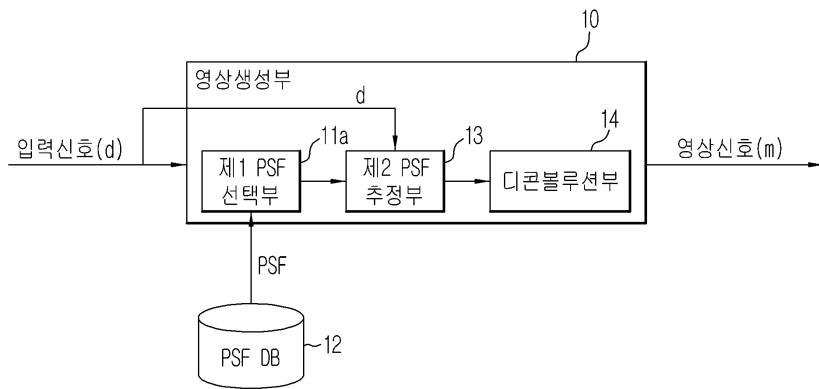 10
영상생성부
d
입력신호(d)
11a
13
14
영상신호(m)
제1 PSF
선택부
제2 PSF
추정부
디콘볼루션부
PSF
PSF DB
12